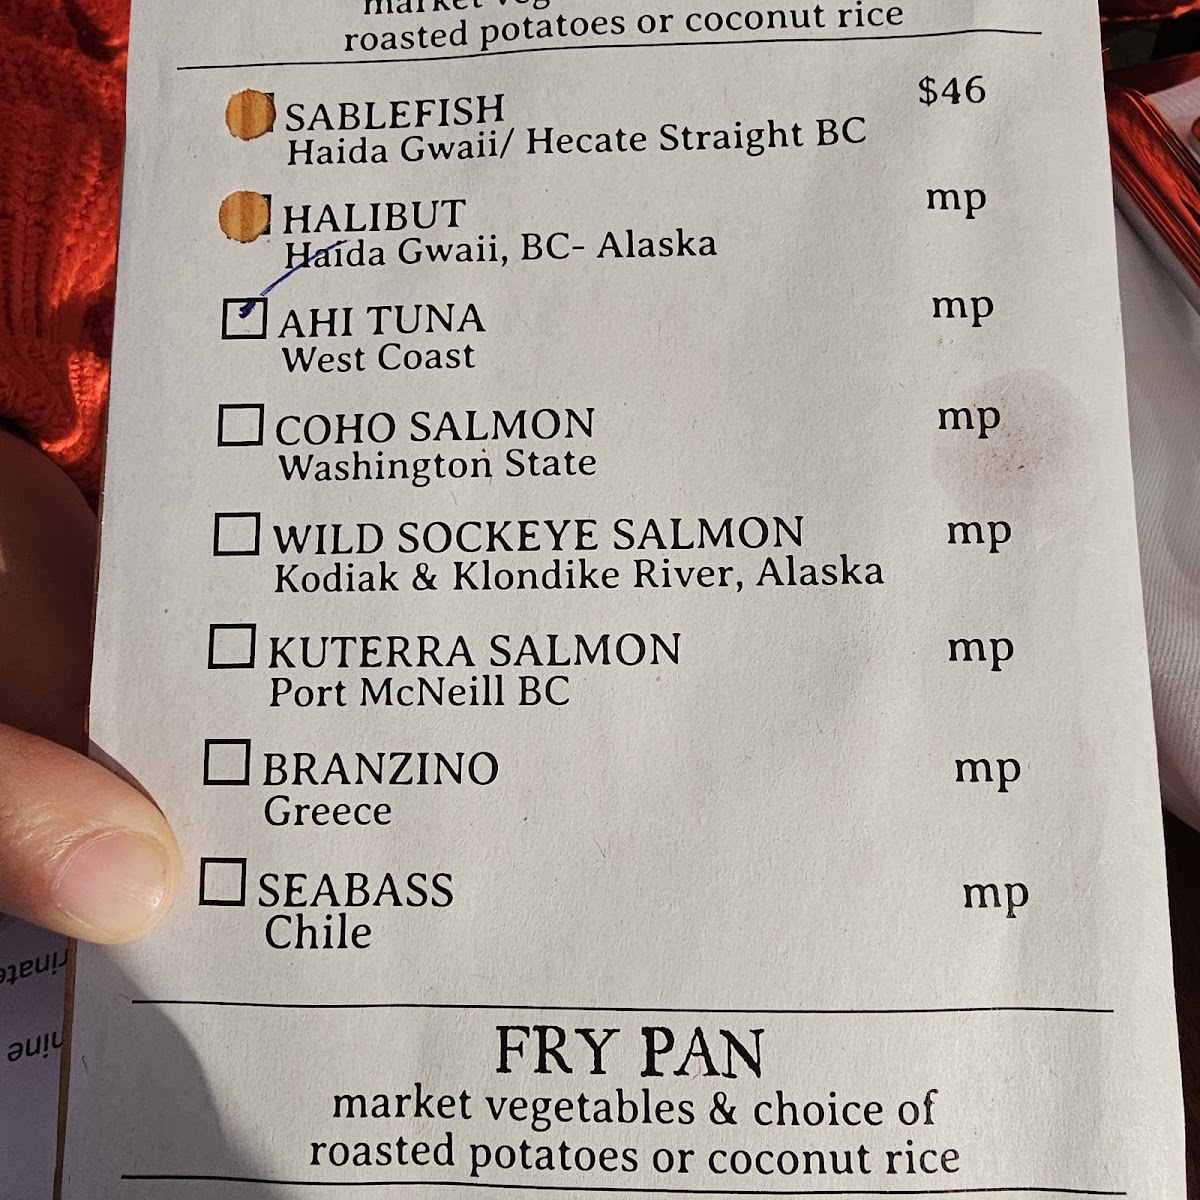 market
roasted potatoes or coconut rice
SABLEFISH $46
Haida Gwaii/ Hecate Straight BC
HALIBUT mp
Haida Gwaii, BC- Alaska
AHI TUNA mp
West Coast
COHO SALMON mp
Washington State
WILD SOCKEYE SALMON mp
Kodiak & Klondike River, Alaska
KUTERRA SALMON mp
Port McNeill BC
BRANZINO mp
Greece
SEABASS mp
Chile
FRY PAN
market vegetables & choice of
roasted potatoes or coconut rice